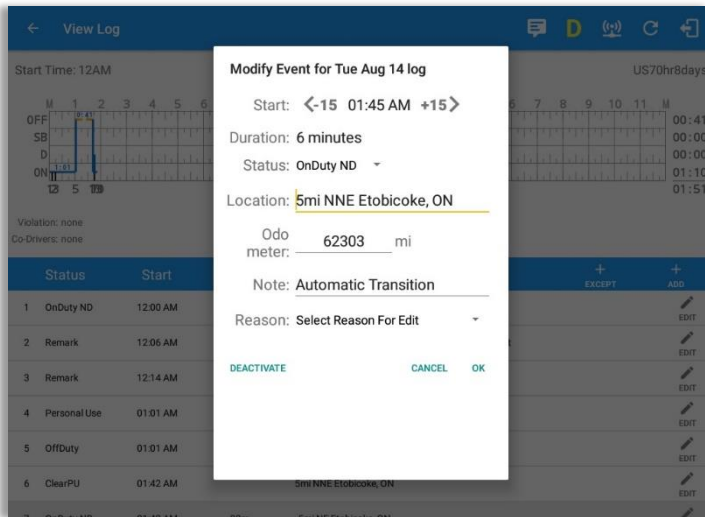 View Log
D
Start Time: 12AM
US70hr8days
M 1 2 3 4 5 6 7 8 9 10 11 M
OFF 0:41 00:41
SB 00:00
D 00:00
ON 1:01 01:10
01:51
Violation: none
Co-Drivers: none
Modify Event for Tue Aug 14 log
Start: -15 01:45 AM +15
Duration: 6 minutes
Status: OnDuty ND
Location: 5mi NNE Etobicoke, ON
Odo
meter: 62303 mi
Note: Automatic Transition
Reason: Select Reason For Edit
DEACTIVATE CANCEL OK
Status Start + EXCEPT + ADD
1 OnDuty ND 12:00 AM EDIT
2 Remark 12:06 AM EDIT
3 Remark 12:14 AM EDIT
4 Personal Use 01:01 AM EDIT
5 OffDuty 01:01 AM EDIT
6 ClearPU 01:42 AM 5mi NNE Etobicoke, ON EDIT